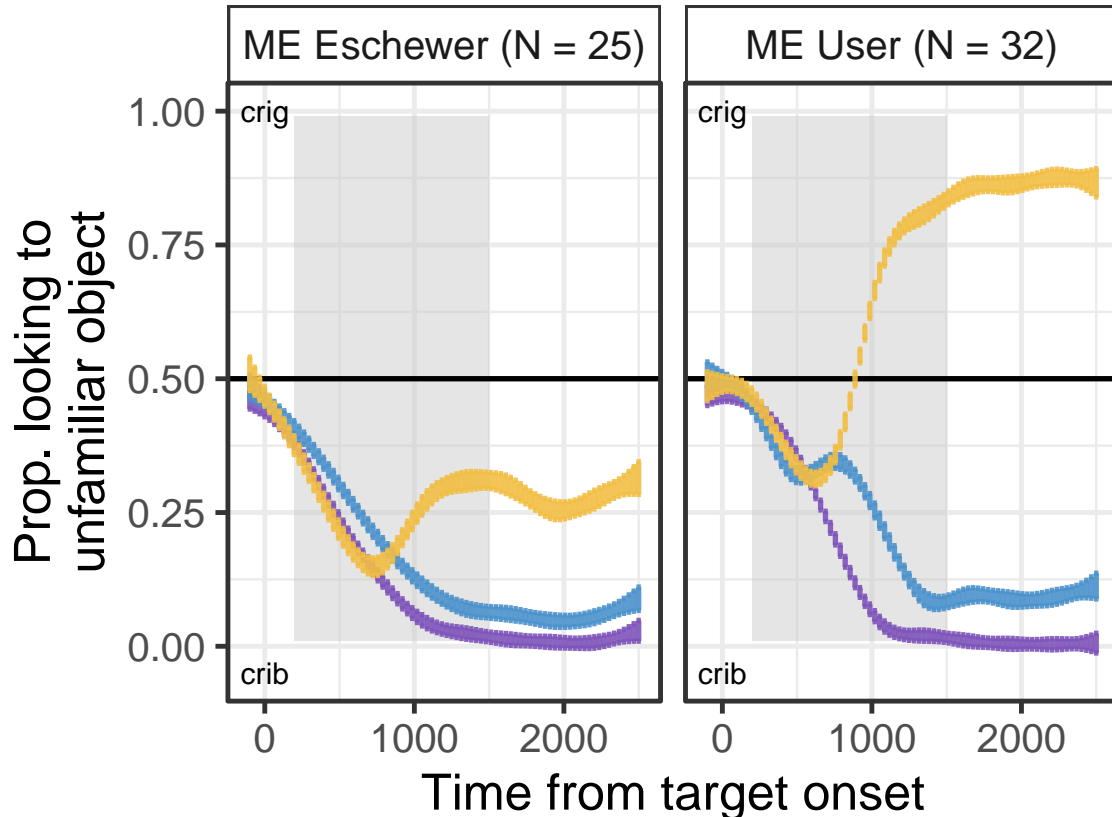 ME Eschewer (N = 25)
ME User (N = 32)
Prop. looking to
unfamiliar object
1.00
0.75
0.50
0.25
0.00
crig
crib
crig
crib
0
1000
2000
0
1000
2000
Time from target onset